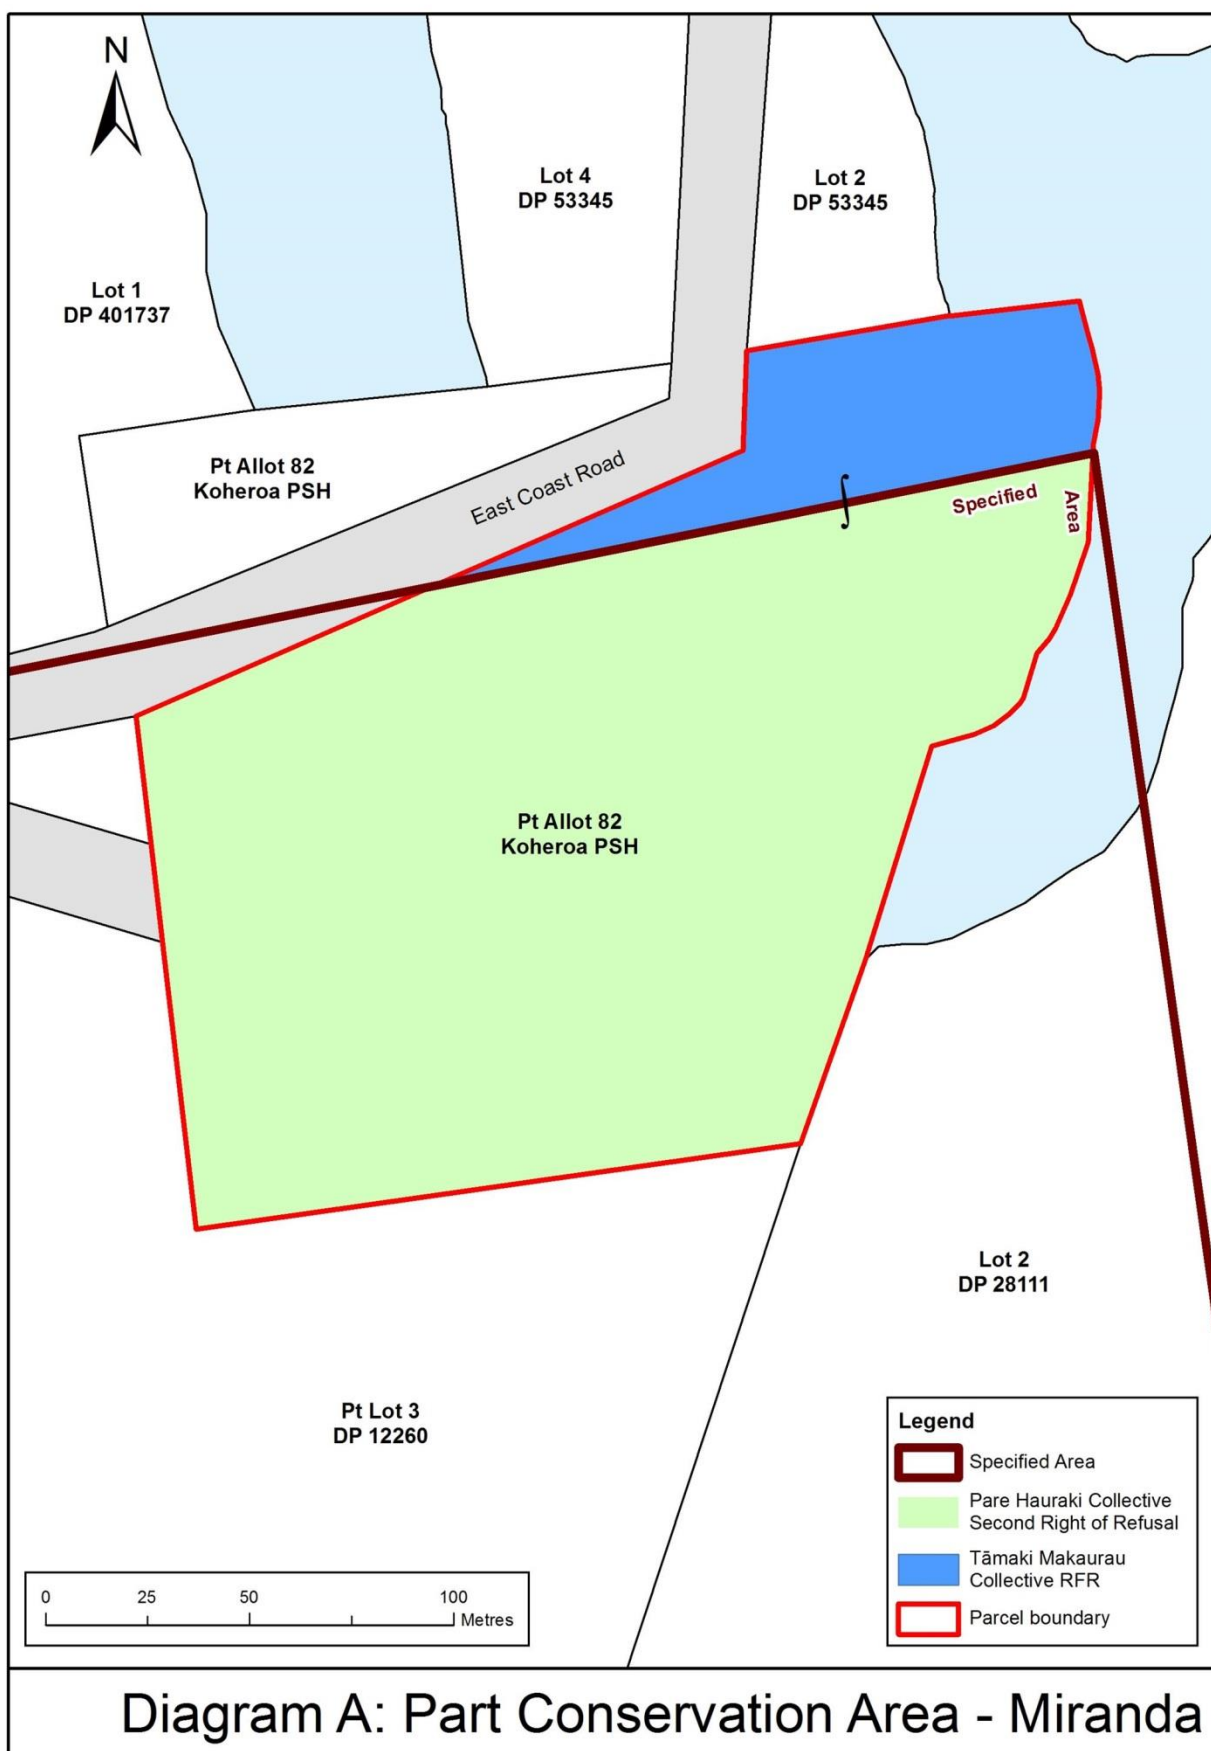 N
Lot 4
DP 53345
Lot 2
DP 53345
Lot 1
DP 401737
Pt Allot 82
Koheroa PSH
East Coast Road
Specified
Area
Pt Allot 82
Koheroa PSH
Lot 2
DP 28111
Pt Lot 3
DP 12260
Legend
Specified Area
Pare Hauraki Collective
Second Right of Refusal
Tāmaki Makaurau
Collective RFR
Parcel boundary
0 25 50 100
Metres
Diagram A: Part Conservation Area - Miranda